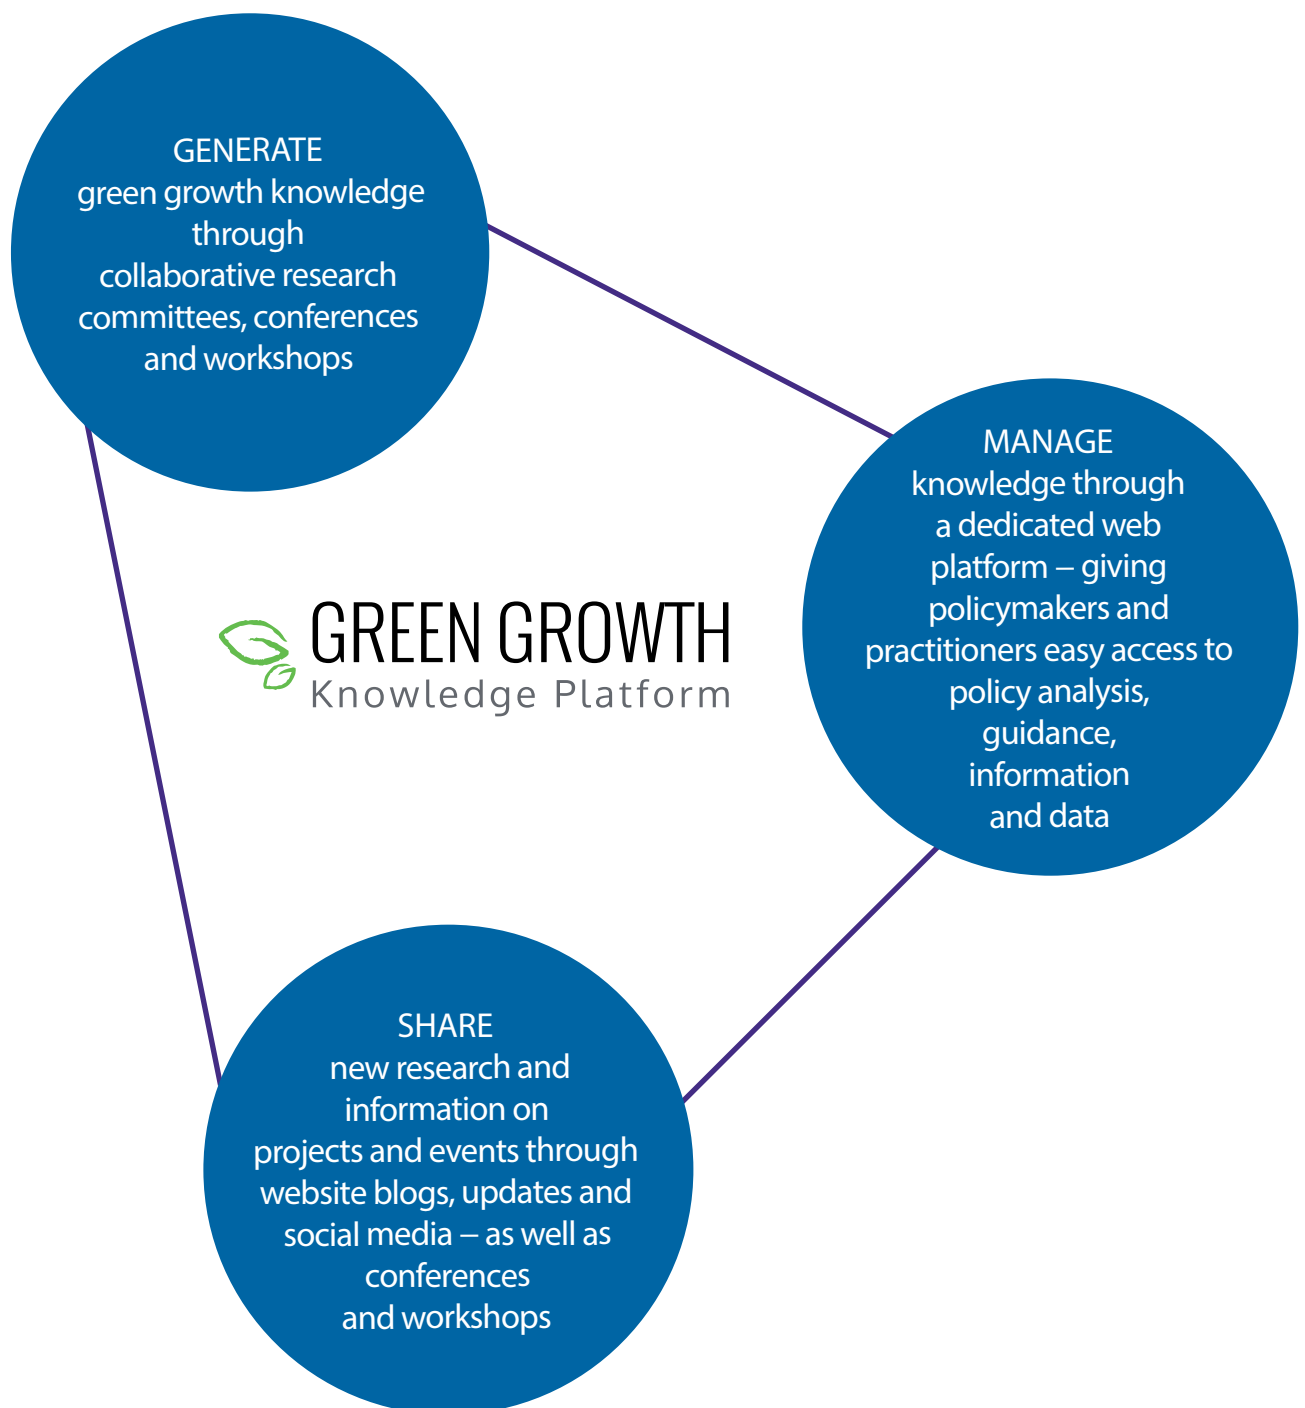 GENERATE
green growth knowledge
through
collaborative research
committees, conferences
and workshops
MANAGE
knowledge through
a dedicated web
platform – giving
policymakers and
practitioners easy access to
policy analysis,
guidance,
information
and data
GREEN GROWTH
Knowledge Platform
SHARE
new research and
information on
projects and events through
website blogs, updates and
social media – as well as
conferences
and workshops